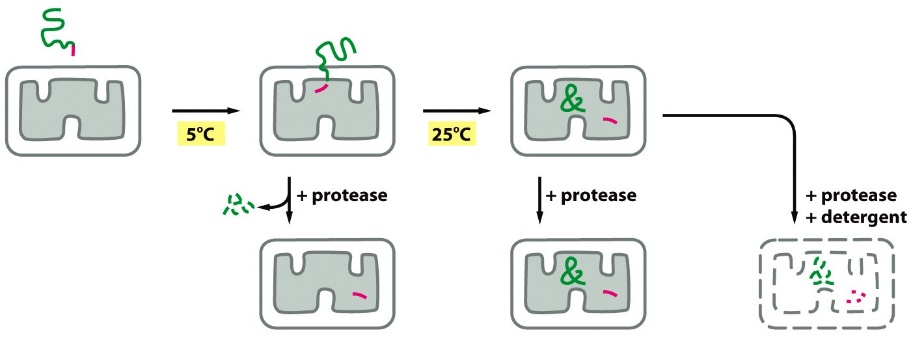 5°C
25°C
+ protease
+ protease
+ protease
+ detergent